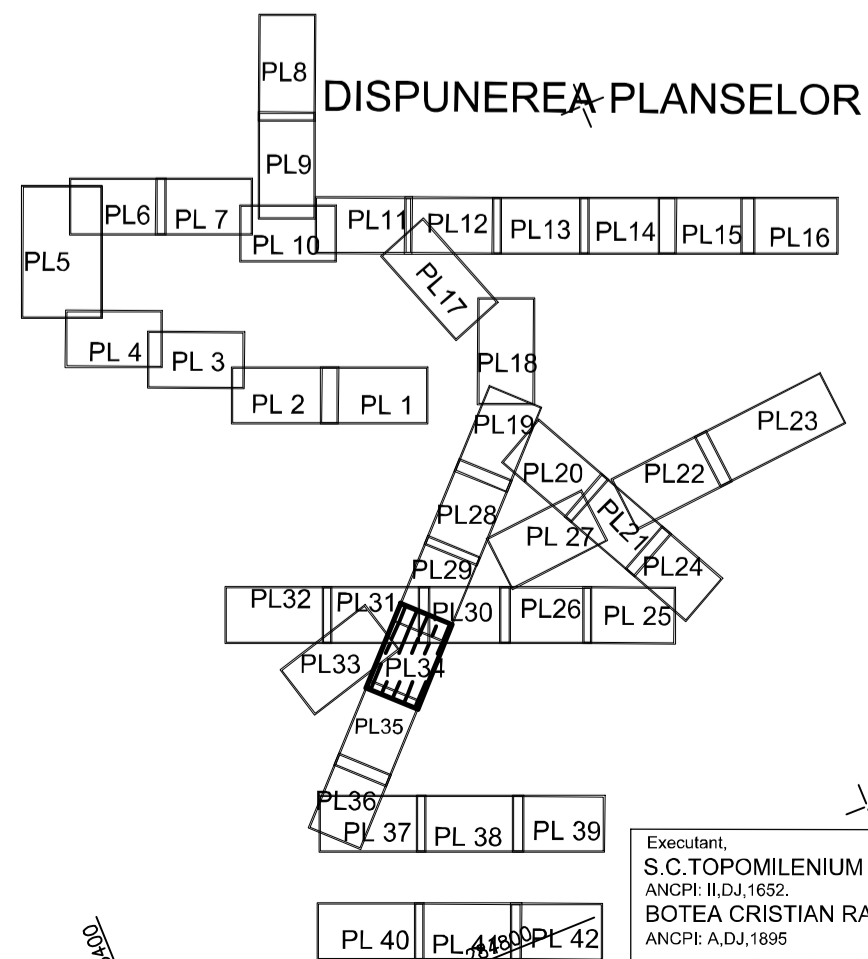 PL8
DISPUNEREA PLANSELOR
PL9
PL6
PL 7
PL11
PL12
PL13
PL14
PL15
PL16
PL 10
PL5
PL17
PL 4
PL 3
PL18
PL 2
PL 1
PL19
PL23
PL20
PL22
PL28
PL21
PL 27
PL29
PL24
PL32
PL31
PL30
PL26
PL 25
PL33
PL34
PL35
PL36
PL 37
PL 38
PL 39
Executant,
S.C.TOPOMILENIUM
ANCPI: II,DJ,1652.
BOTEA CRISTIAN RA
ANCPI: A,DJ,1895
PL 40
PL 41
PL 42
284800